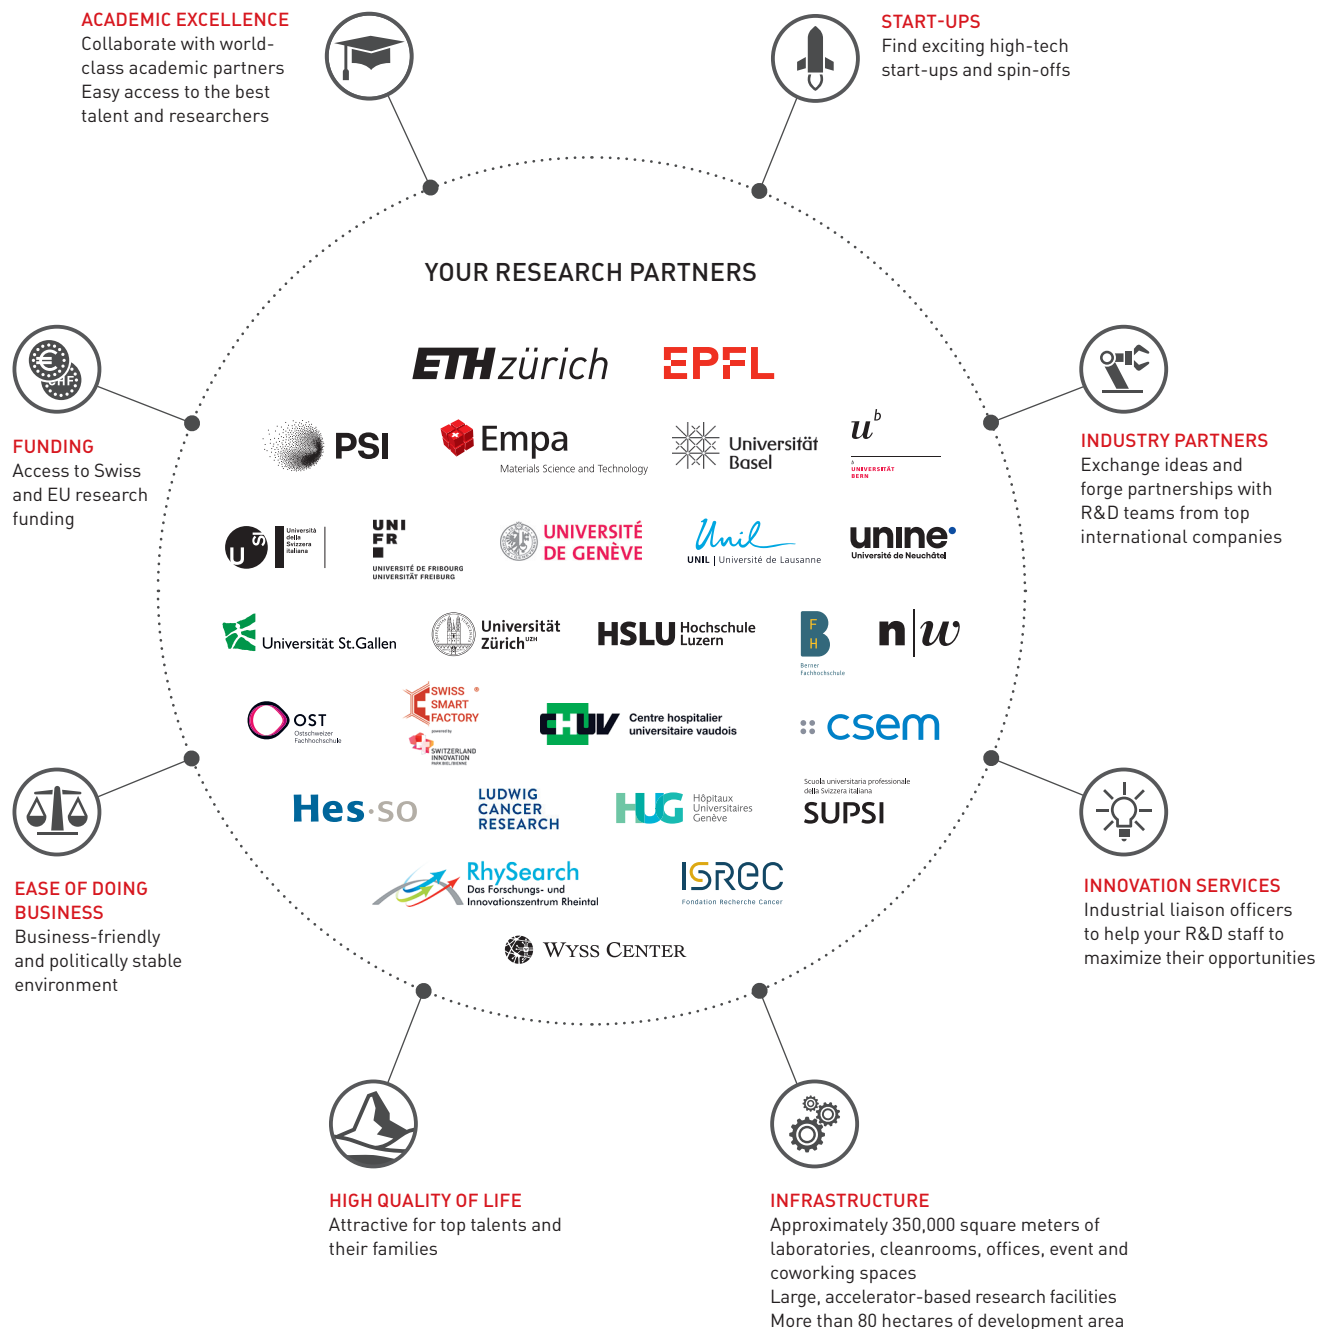 ACADEMIC EXCELLENCE
Collaborate with world-
class academic partners
Easy access to the best
talent and researchers
START-UPS
Find exciting high-tech
start-ups and spin-offs
YOUR RESEARCH PARTNERS
ETH zürich
EPFL
FUNDING
Access to Swiss
and EU research
funding
€
CHF
INDUSTRY PARTNERS
Exchange ideas and
forge partnerships with
R&D teams from top
international companies
PSI
Empa
Materials Science and Technology
Universität
Basel
u
b
b
UNIVERSITÄT
BERN
U
SI
Università
della
Svizzera
italiana
UNI
FR
UNIVERSITÉ DE FRIBOURG
UNIVERSITÄT FREIBURG
UNIVERSITÉ
DE GENÈVE
Unil
UNIL | Université de Lausanne
unine
Université de Neuchâtel
Universität St.Gallen
Universität
Zürich UZH
HSLU Hochschule
Luzern
B
F
H
Berner
Fachhochschule
n|w
OST
Ostschweizer
Fachhochschule
SWISS ®
SMART
FACTORY
powered by
SWITZERLAND
INNOVATION
PARK BIEL/BIENNE
CHUV
Centre hospitalier
universitaire vaudois
csem
Hes·so
LUDWIG
CANCER
RESEARCH
HUG
Hôpitaux
Universitaires
Genève
Scuola universitaria professionale
della Svizzera italiana
SUPSI
RhySearch
Das Forschungs- und
Innovationszentrum Rheintal
ISREC
Fondation Recherche Cancer
WYSS CENTER
EASE OF DOING
BUSINESS
Business-friendly
and politically stable
environment
INNOVATION SERVICES
Industrial liaison officers
to help your R&D staff to
maximize their opportunities
HIGH QUALITY OF LIFE
Attractive for top talents and
their families
INFRASTRUCTURE
Approximately 350,000 square meters of
laboratories, cleanrooms, offices, event and
coworking spaces
Large, accelerator-based research facilities
More than 80 hectares of development area